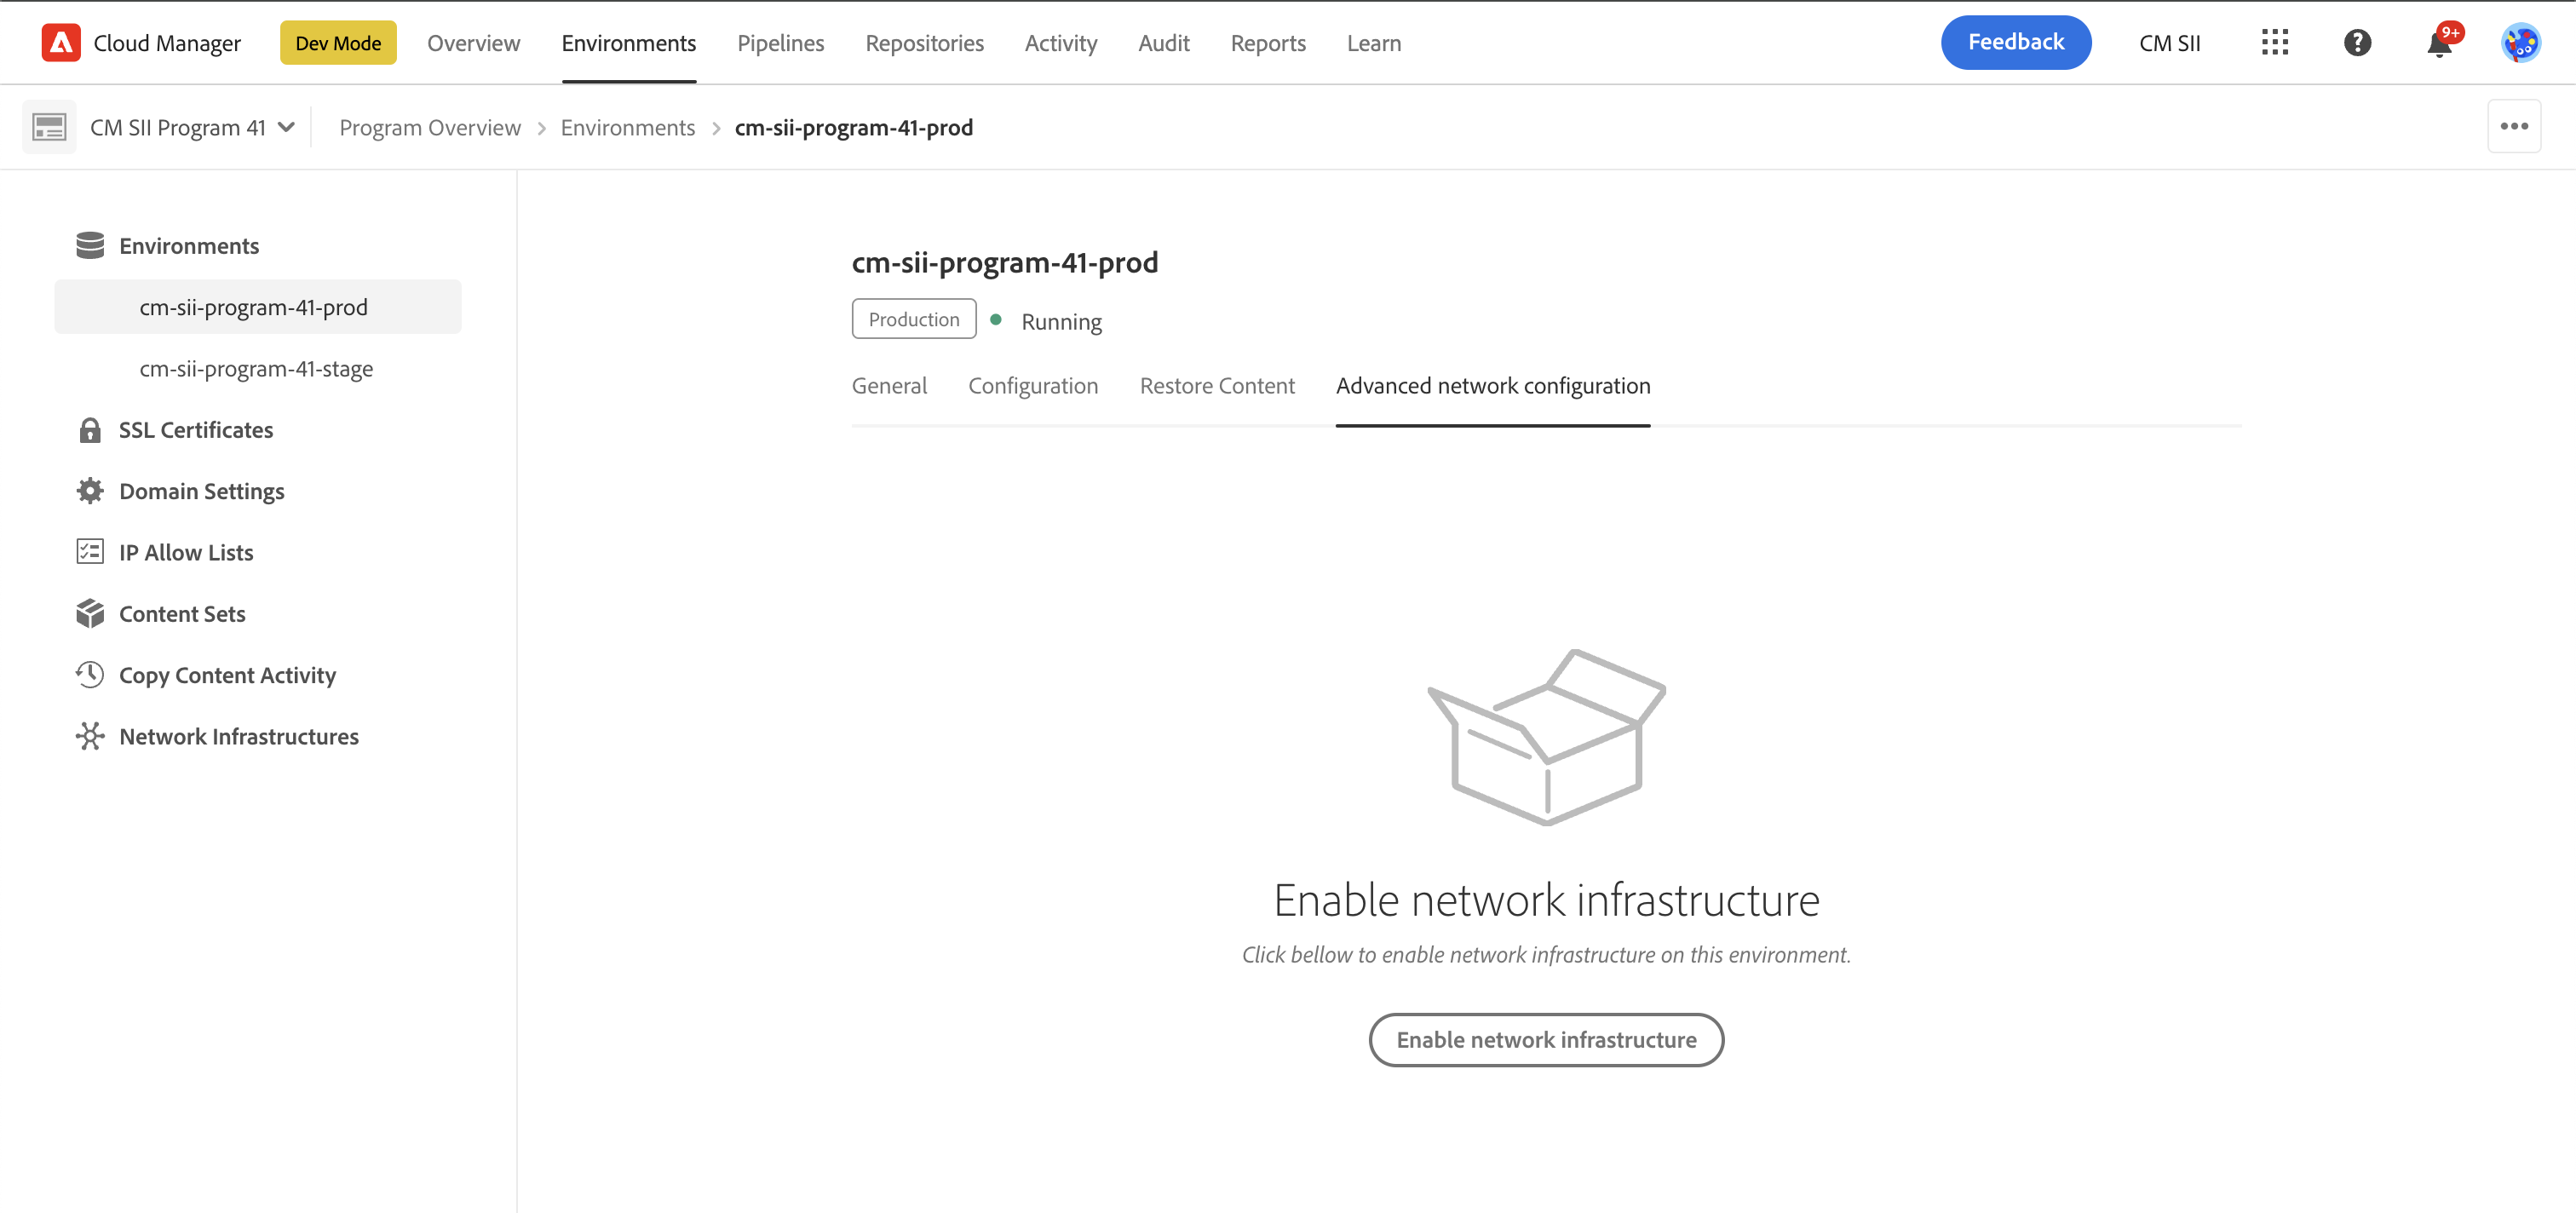 Cloud Manager Dev Mode Overview Environments Pipelines Repositories Activity Audit Reports Learn Feedback CM SII 9+
CM SII Program 41 Program Overview Environments cm-sii-program-41-prod
Environments
cm-sii-program-41-prod
cm-sii-program-41-stage
SSL Certificates
Domain Settings
IP Allow Lists
Content Sets
Copy Content Activity
Network Infrastructures
cm-sii-program-41-prod
Production Running
General Configuration Restore Content Advanced network configuration
Enable network infrastructure
Click bellow to enable network infrastructure on this environment.
Enable network infrastructure